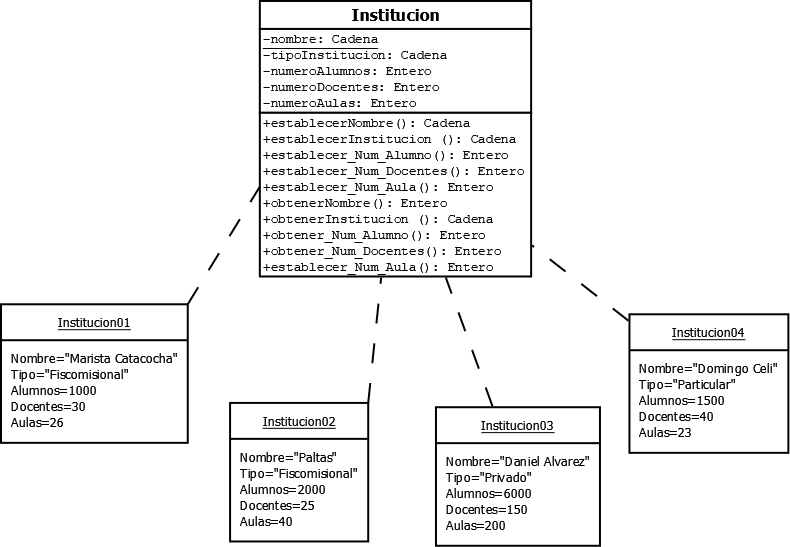 Institucion
-nombre: Cadena
-tipoInstitucion: Cadena
-numeroAlumnos: Entero
-numeroDocentes: Entero
-numeroAulas: Entero
+establecerNombre(): Cadena
+establecerInstitucion (): Cadena
+establecer_Num_Alumno(): Entero
+establecer_Num_Docentes(): Entero
+establecer_Num_Aula(): Entero
+obtenerNombre(): Entero
+obtenerInstitucion (): Cadena
+obtener_Num_Alumno(): Entero
+obtener_Num_Docentes(): Entero
+establecer_Num_Aula(): Entero
Institucion01
Nombre="Marista Catacocha"
Tipo="Fiscomisional"
Alumnos=1000
Docentes=30
Aulas=26
Institucion02
Nombre="Paltas"
Tipo="Fiscomisional"
Alumnos=2000
Docentes=25
Aulas=40
Institucion03
Nombre="Daniel Alvarez"
Tipo="Privado"
Alumnos=6000
Docentes=150
Aulas=200
Institucion04
Nombre="Domingo Celi"
Tipo="Particular"
Alumnos=1500
Docentes=40
Aulas=23